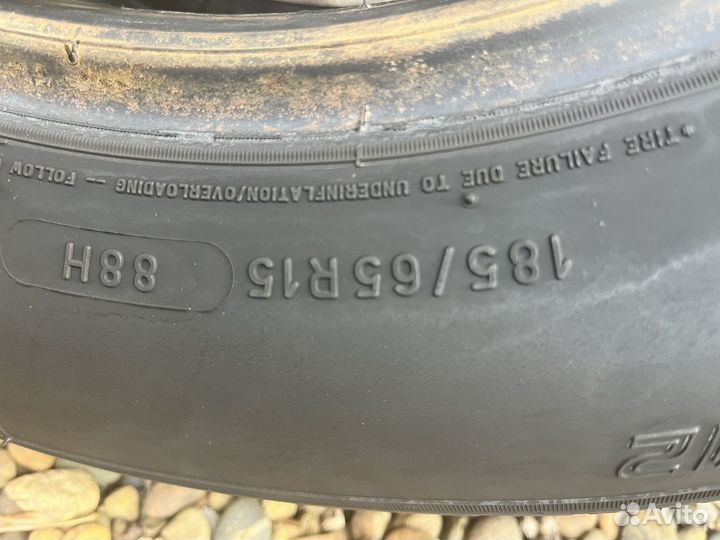 *TIRE FAILURE DUE TO UNDERINFLATION/OVERLOADING — FOLLOW
185/65R15 88H
Avito